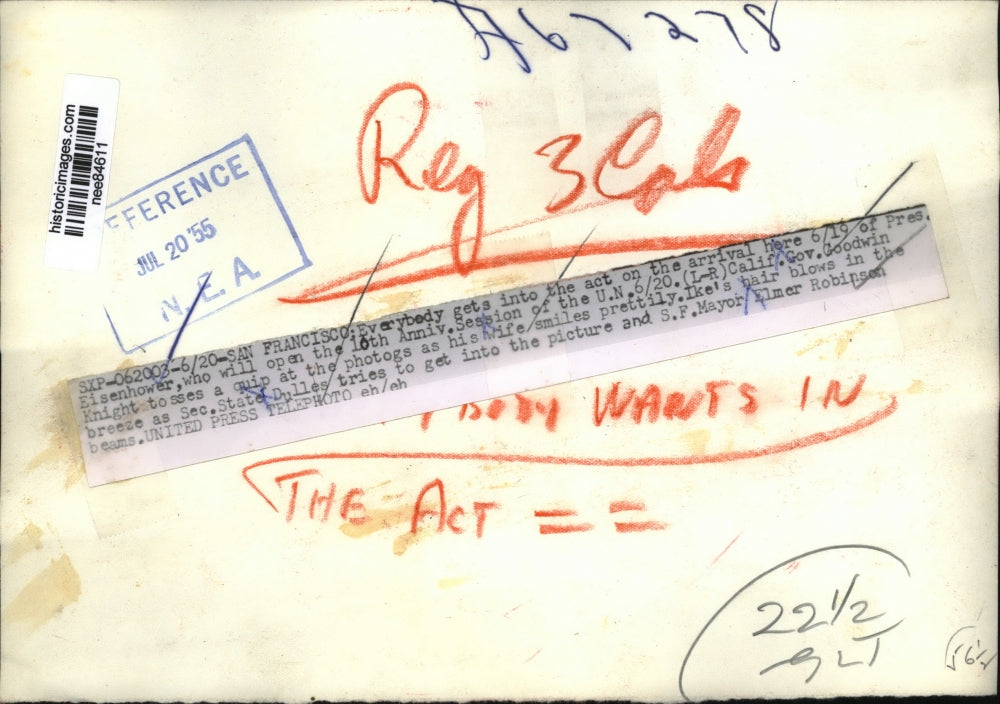 A67278
historicimages.com
nee84611
Reg 3 Cols
EFERENCE
JUL 20 '55
N. E. A
SXP-062003-6/20-SAN FRANCISCO:Everybody gets into the act on the arrival here 6/19 of Pres.
Eisenhower,who will open the 10th Anniv.Session of the U.N.6/20.(L-R)Calif.Gov.Goodwin
Knight tosses a quip at the photogs as his wife smiles prettily.Ike's hair blows in the
breeze as Sec.State Dulles tries to get into the picture and S.F.Mayor Elmer Robinson
beams.UNITED PRESS TELEPHOTO eh/eh
YBODY WANTS IN
THE ACT = =
22 1/2